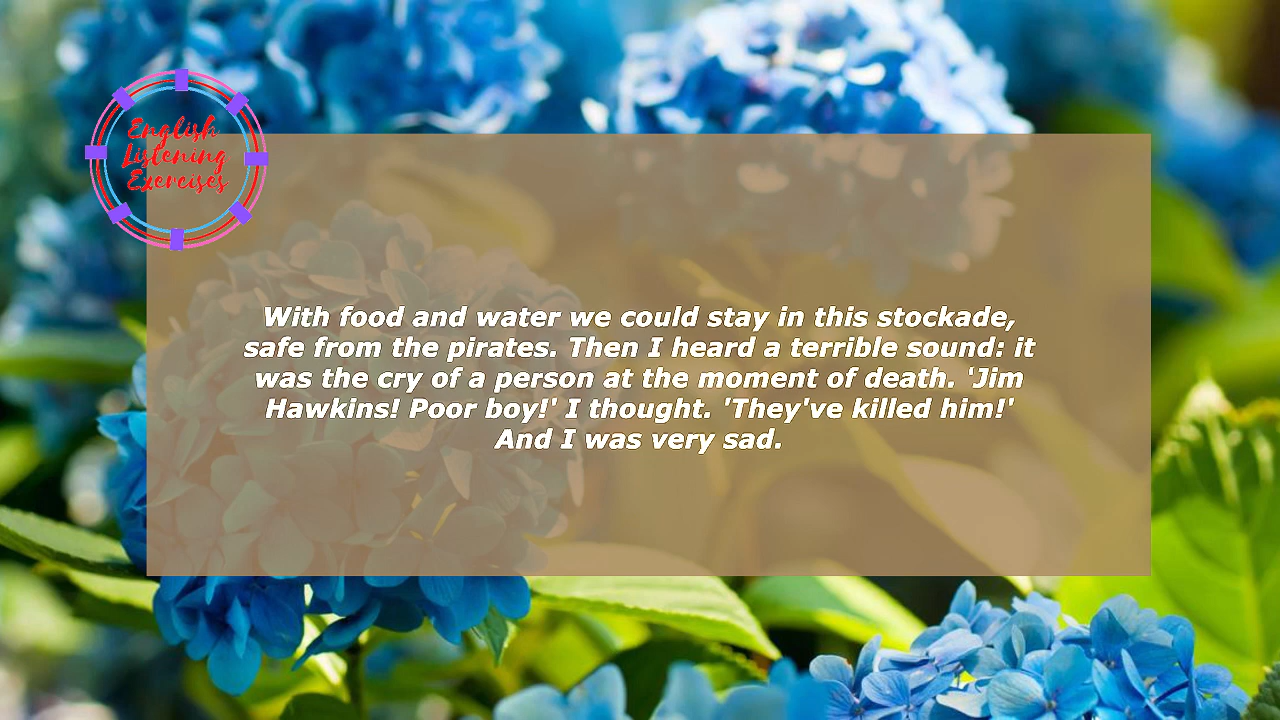 English
Listening
Exercises
With food and water we could stay in this stockade,
safe from the pirates. Then I heard a terrible sound: it
was the cry of a person at the moment of death. 'Jim
Hawkins! Poor boy!' I thought. 'They've killed him!'
And I was very sad.